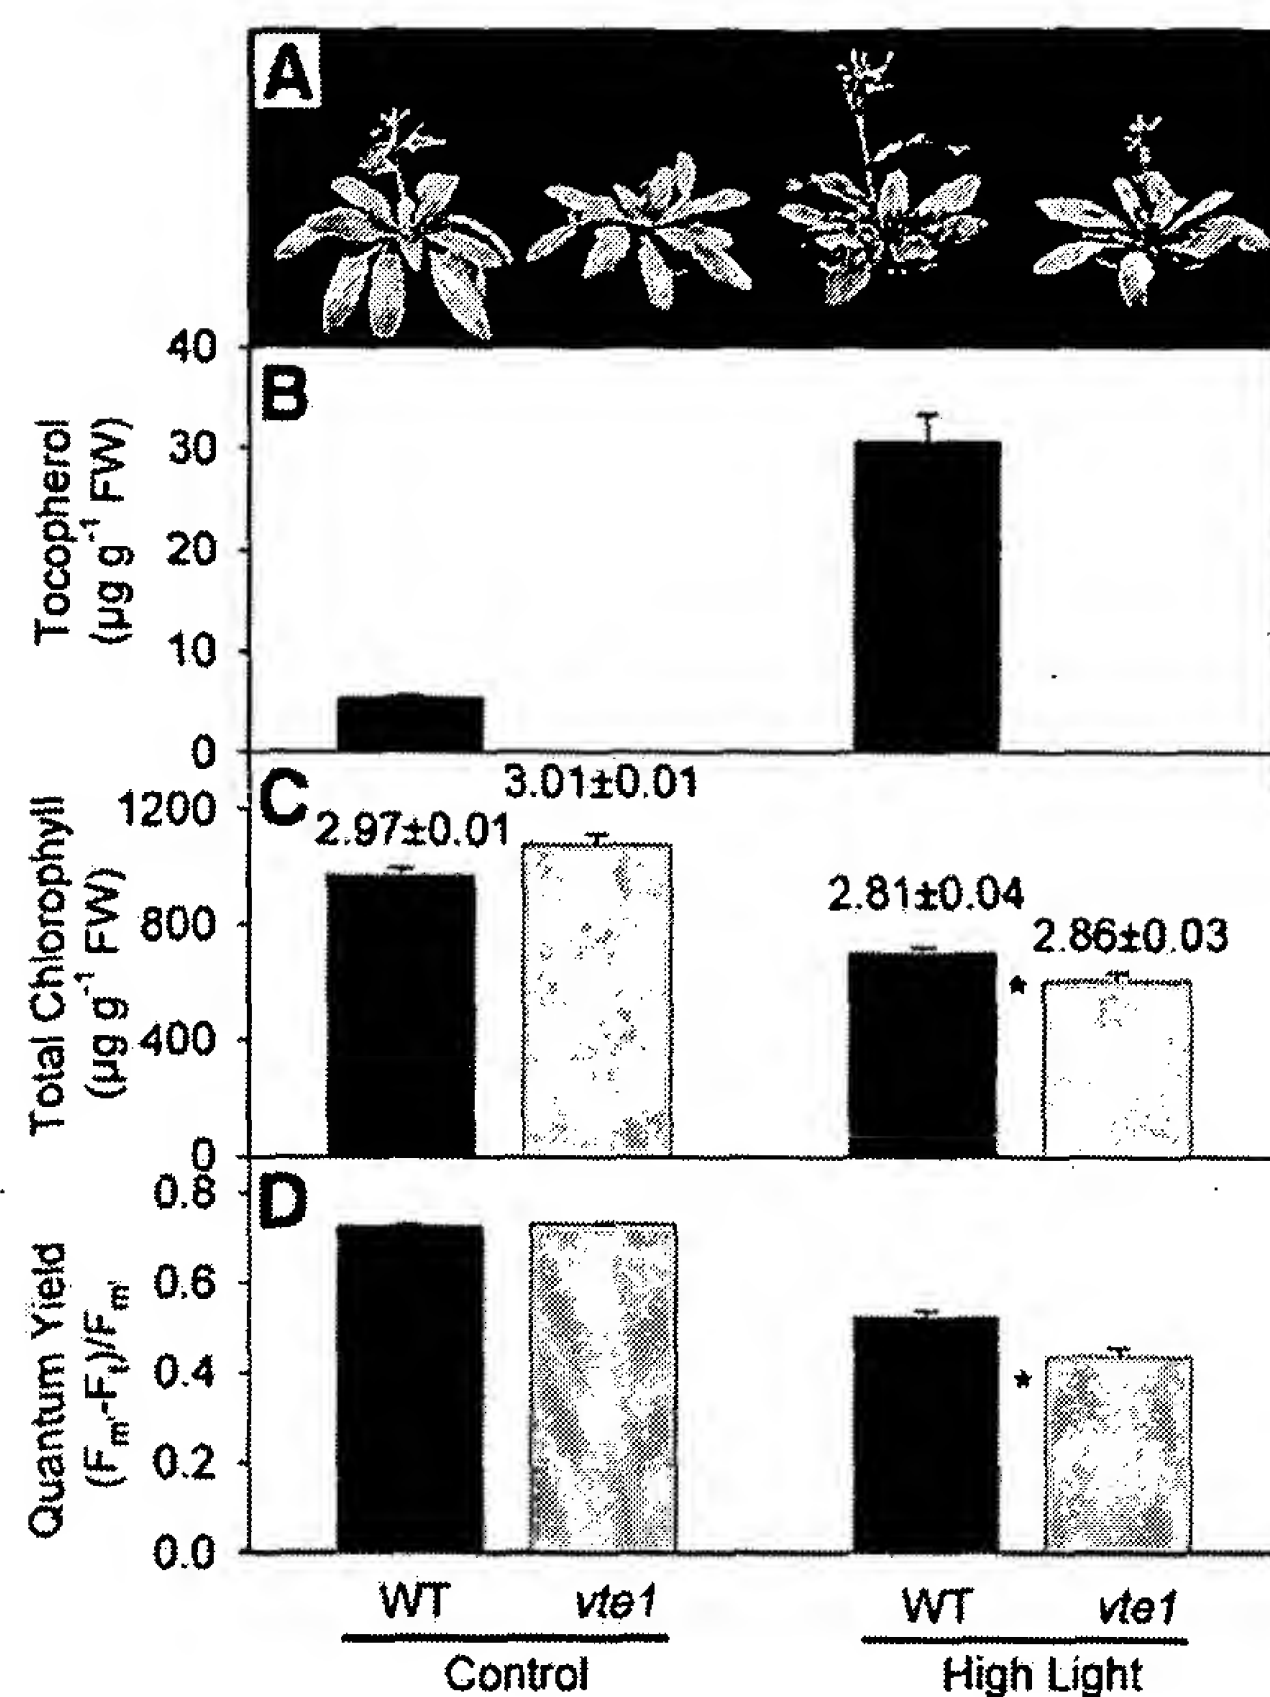 A
40
B
30
20
10
0
Tocopherol
(µg g⁻¹ FW)
C
1200
800
400
0
Total Chlorophyll
(µg g⁻¹ FW)
2.97±0.01
3.01±0.01
2.81±0.04
*
2.86±0.03
D
0.8
0.6
0.4
0.2
0.0
Quantum Yield
(Fm'-Ft)/Fm'
*
WT vte1 WT vte1
Control High Light